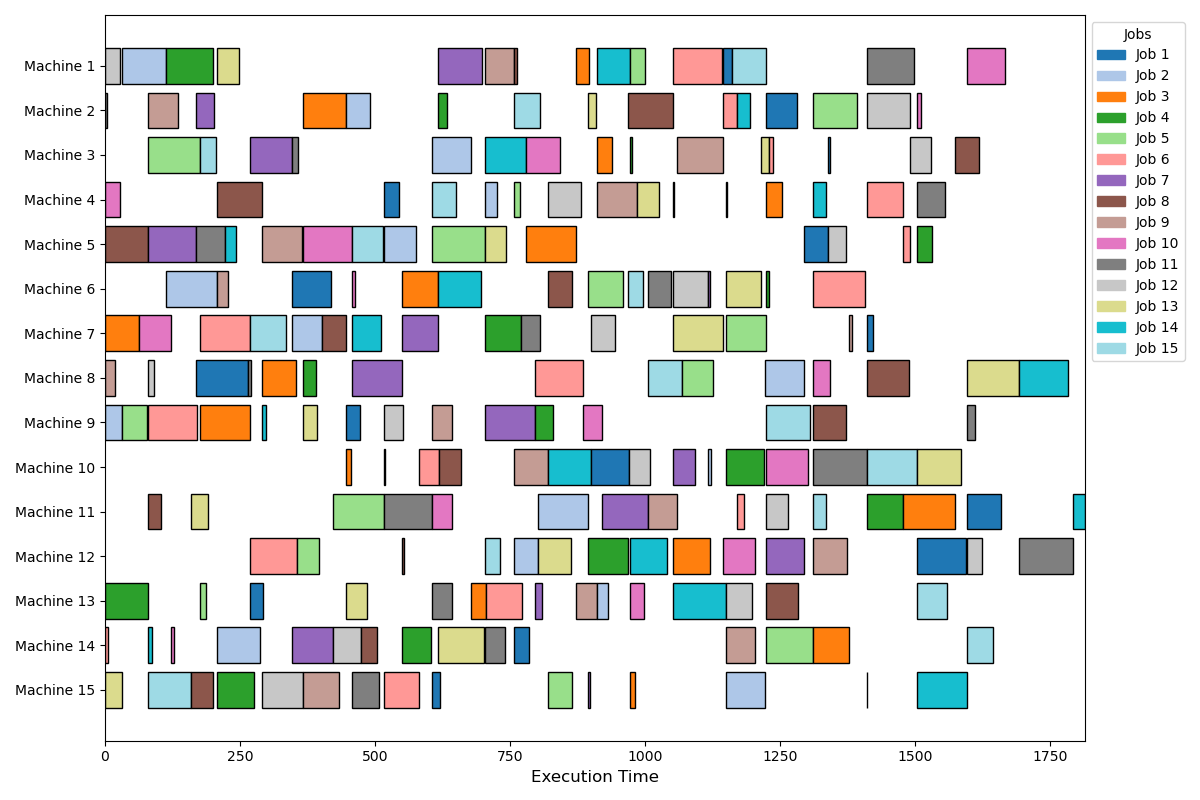 Machine 1
Machine 2
Machine 3
Machine 4
Machine 5
Machine 6
Machine 7
Machine 8
Machine 9
Machine 10
Machine 11
Machine 12
Machine 13
Machine 14
Machine 15
0 250 500 750 1000 1250 1500 1750
Execution Time
Jobs
Job 1
Job 2
Job 3
Job 4
Job 5
Job 6
Job 7
Job 8
Job 9
Job 10
Job 11
Job 12
Job 13
Job 14
Job 15